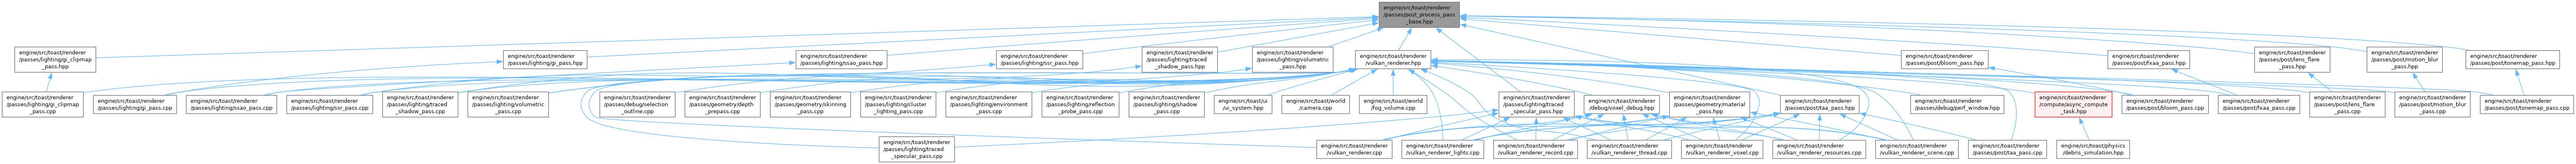 engine/src/toast/renderer
/passes/post_process_pass
_base.hpp
engine/src/toast/renderer
/passes/lighting/gi_clipmap
_pass.hpp
engine/src/toast/renderer
/passes/lighting/gi_pass.hpp
engine/src/toast/renderer
/passes/lighting/ssao_pass.hpp
engine/src/toast/renderer
/passes/lighting/ssr_pass.hpp
engine/src/toast/renderer
/passes/lighting/traced
_shadow_pass.hpp
engine/src/toast/renderer
/passes/lighting/volumetric
_pass.hpp
engine/src/toast/renderer
/vulkan_renderer.hpp
engine/src/toast/renderer
/passes/post/bloom_pass.hpp
engine/src/toast/renderer
/passes/post/fxaa_pass.hpp
engine/src/toast/renderer
/passes/post/lens_flare
_pass.hpp
engine/src/toast/renderer
/passes/post/motion_blur
_pass.hpp
engine/src/toast/renderer
/passes/post/tonemap_pass.hpp
engine/src/toast/renderer
/passes/lighting/gi_clipmap
_pass.cpp
engine/src/toast/renderer
/passes/lighting/gi_pass.cpp
engine/src/toast/renderer
/passes/lighting/ssao_pass.cpp
engine/src/toast/renderer
/passes/lighting/ssr_pass.cpp
engine/src/toast/renderer
/passes/lighting/traced
_shadow_pass.cpp
engine/src/toast/renderer
/passes/lighting/volumetric
_pass.cpp
engine/src/toast/renderer
/passes/debug/selection
_outline.cpp
engine/src/toast/renderer
/passes/geometry/depth
_prepass.cpp
engine/src/toast/renderer
/passes/geometry/skinning
_pass.cpp
engine/src/toast/renderer
/passes/lighting/cluster
_lighting_pass.cpp
engine/src/toast/renderer
/passes/lighting/environment
_pass.cpp
engine/src/toast/renderer
/passes/lighting/reflection
_probe_pass.cpp
engine/src/toast/renderer
/passes/lighting/shadow
_pass.cpp
engine/src/toast/ui
/ui_system.hpp
engine/src/toast/world
/camera.cpp
engine/src/toast/world
/fog_volume.cpp
engine/src/toast/renderer
/passes/lighting/traced
_specular_pass.hpp
engine/src/toast/renderer
/debug/voxel_debug.hpp
engine/src/toast/renderer
/passes/geometry/material
_pass.hpp
engine/src/toast/renderer
/passes/post/taa_pass.hpp
engine/src/toast/renderer
/passes/debug/perf_window.hpp
engine/src/toast/renderer
/compute/async_compute
_task.hpp
engine/src/toast/renderer
/passes/post/bloom_pass.cpp
engine/src/toast/renderer
/passes/post/fxaa_pass.cpp
engine/src/toast/renderer
/passes/post/lens_flare
_pass.cpp
engine/src/toast/renderer
/passes/post/motion_blur
_pass.cpp
engine/src/toast/renderer
/passes/post/tonemap_pass.cpp
engine/src/toast/renderer
/passes/lighting/traced
_specular_pass.cpp
engine/src/toast/renderer
/vulkan_renderer.cpp
engine/src/toast/renderer
/vulkan_renderer_lights.cpp
engine/src/toast/renderer
/vulkan_renderer_record.cpp
engine/src/toast/renderer
/vulkan_renderer_thread.cpp
engine/src/toast/renderer
/vulkan_renderer_voxel.cpp
engine/src/toast/renderer
/vulkan_renderer_resources.cpp
engine/src/toast/renderer
/vulkan_renderer_scene.cpp
engine/src/toast/renderer
/passes/post/taa_pass.cpp
engine/src/toast/physics
/debris_simulation.hpp